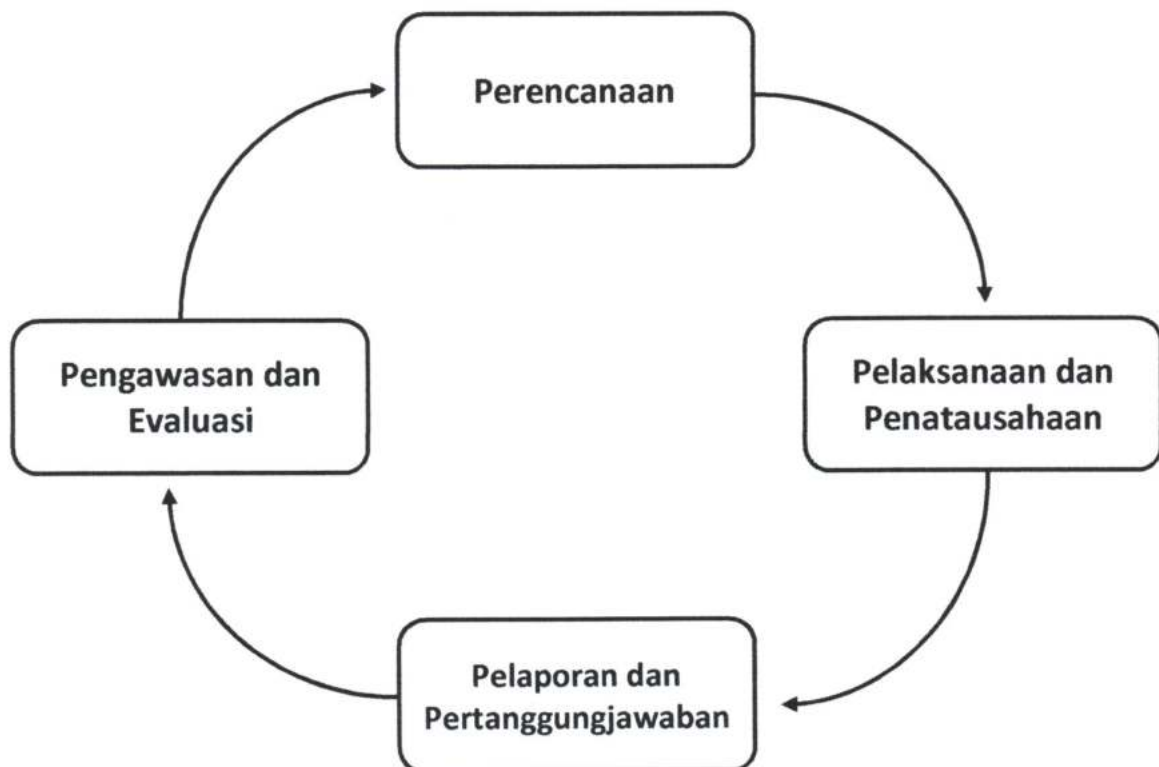 Perencanaan
Pelaksanaan dan
Penatausahaan
Pelaporan dan
Pertanggungjawaban
Pengawasan dan
Evaluasi